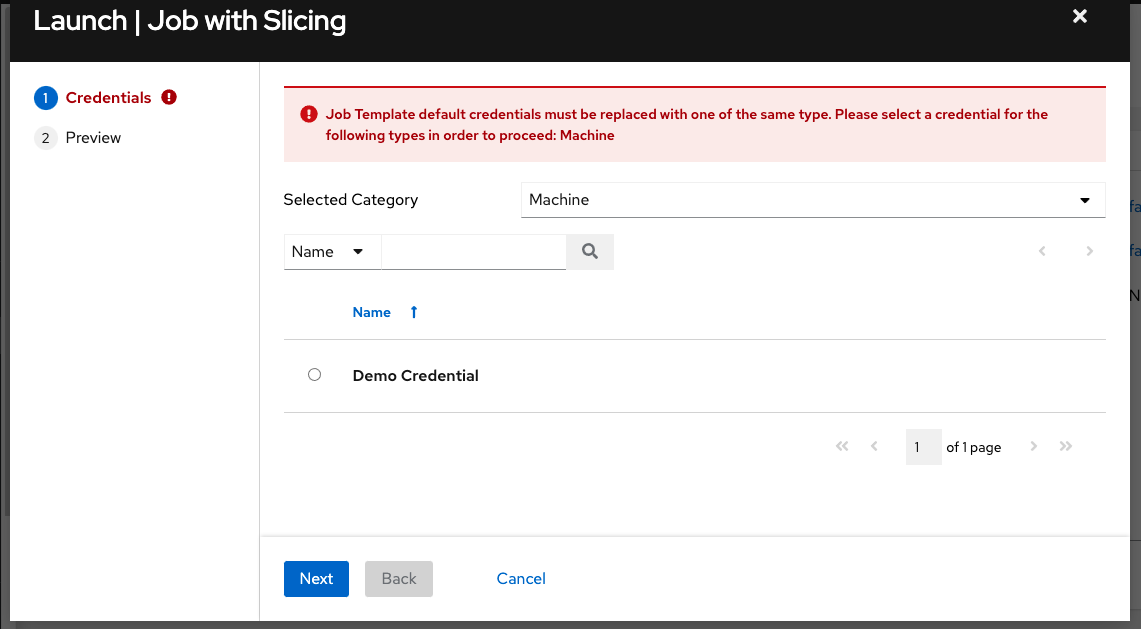 Launch | Job with Slicing
1 Credentials
2 Preview
Job Template default credentials must be replaced with one of the same type. Please select a credential for the
following types in order to proceed: Machine
Selected Category
Machine
Name
fa
fa
N
Name
Demo Credential
1 of 1 page
Next
Back
Cancel